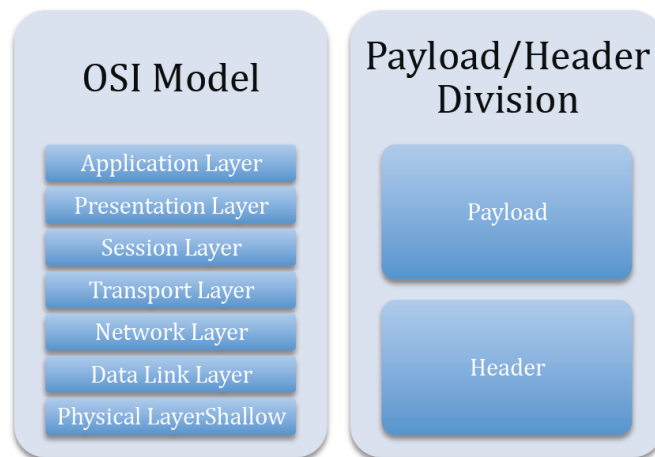 OSI Model
Application Layer
Presentation Layer
Session Layer
Transport Layer
Network Layer
Data Link Layer
Physical LayerShallow
Payload/Header
Division
Payload
Header